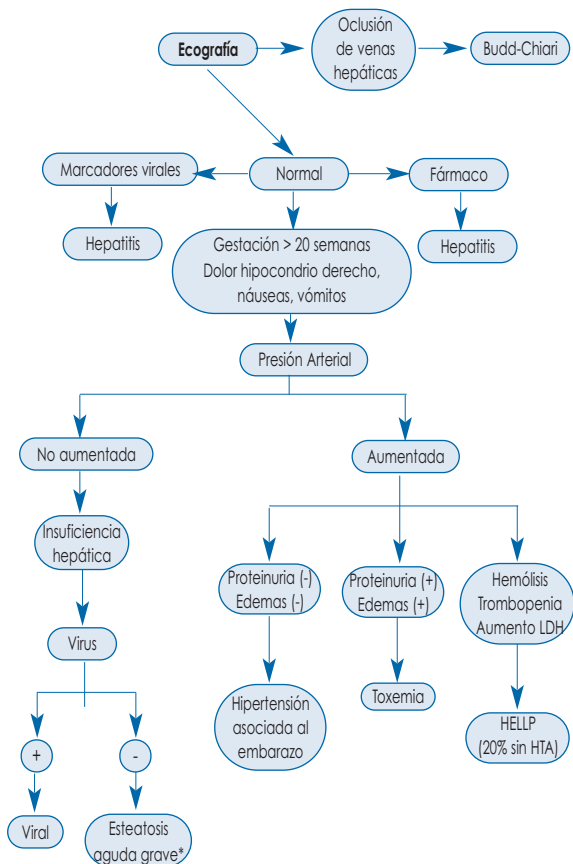 Ecografía
Oclusión
de venas
hepáticas
Budd-Chiari
Marcadores virales
Normal
Fármaco
Hepatitis
Gestación > 20 semanas
Dolor hipocondrio derecho,
náuseas, vómitos
Hepatitis
Presión Arterial
No aumentada
Aumentada
Insuficiencia
hepática
Proteinuria (-)
Edemas (-)
Proteinuria (+)
Edemas (+)
Hemólisis
Trombopenia
Aumento LDH
Virus
Hipertensión
asociada al
embarazo
Toxemia
HELLP
(20% sin HTA)
+
-
Viral
Esteatosis
aguda grave*